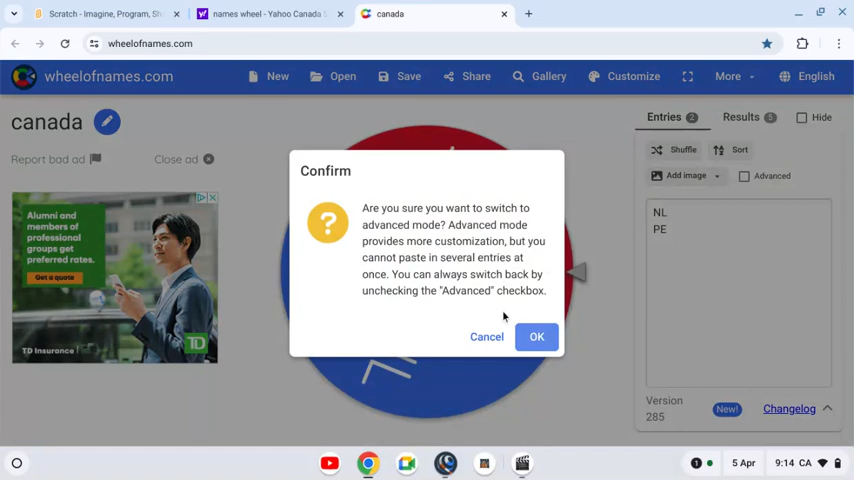 Scratch - Imagine, Program, Sh
names wheel - Yahoo Canada S
canada
wheelofnames.com
wheelofnames.com
New
Open
Save
Share
Gallery
Customize
More
English
canada
Report bad ad
Close ad
Alumni and
members of
professional
groups get
preferred rates.
Get a quote
TD Insurance
TD
Confirm
?
Are you sure you want to switch to
advanced mode? Advanced mode
provides more customization, but you
cannot paste in several entries at
once. You can always switch back by
unchecking the "Advanced" checkbox.
Cancel
OK
Entries 2
Results 5
Hide
Shuffle
Sort
Add image
Advanced
NL
PE
Version
285
New!
Changelog
1
5 Apr
9:14 CA